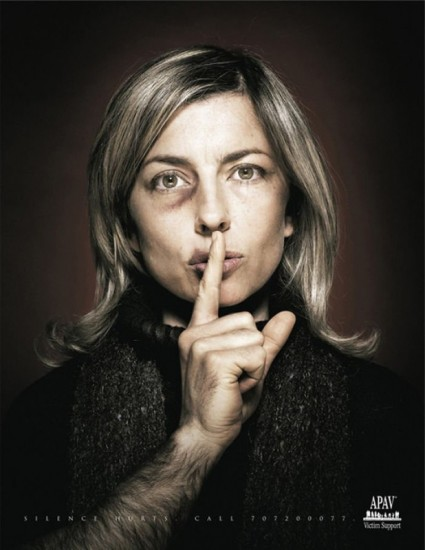 SILENCE HURTS. CALL 707200077.
APAV
Victim Support